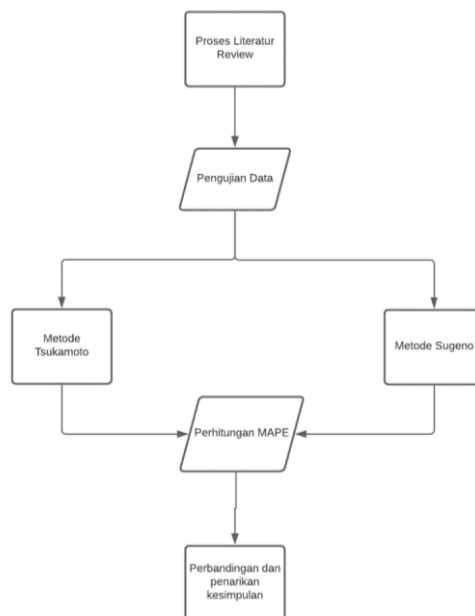 Proses Literatur
Review
Pengujian Data
Metode
Tsukamoto
Metode Sugeno
Perhitungan MAPE
Perbandingan dan
penarikan
kesimpulan